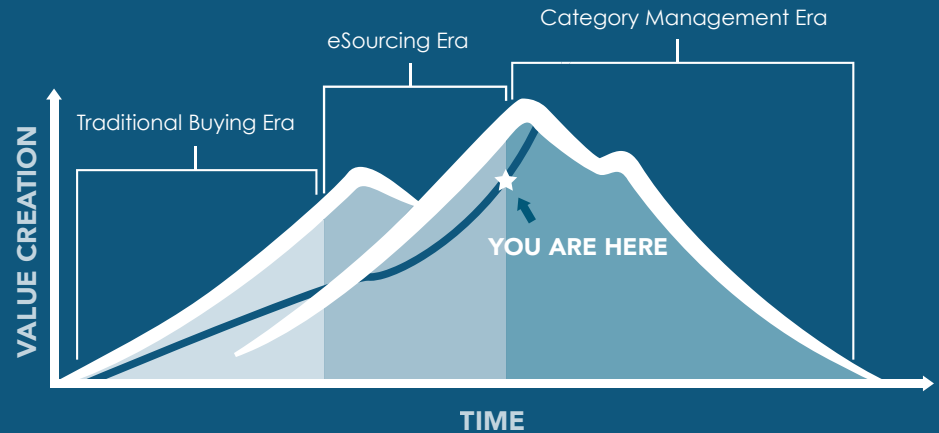 Category Management Era
eSourcing Era
Traditional Buying Era
VALUE CREATION
YOU ARE HERE
TIME